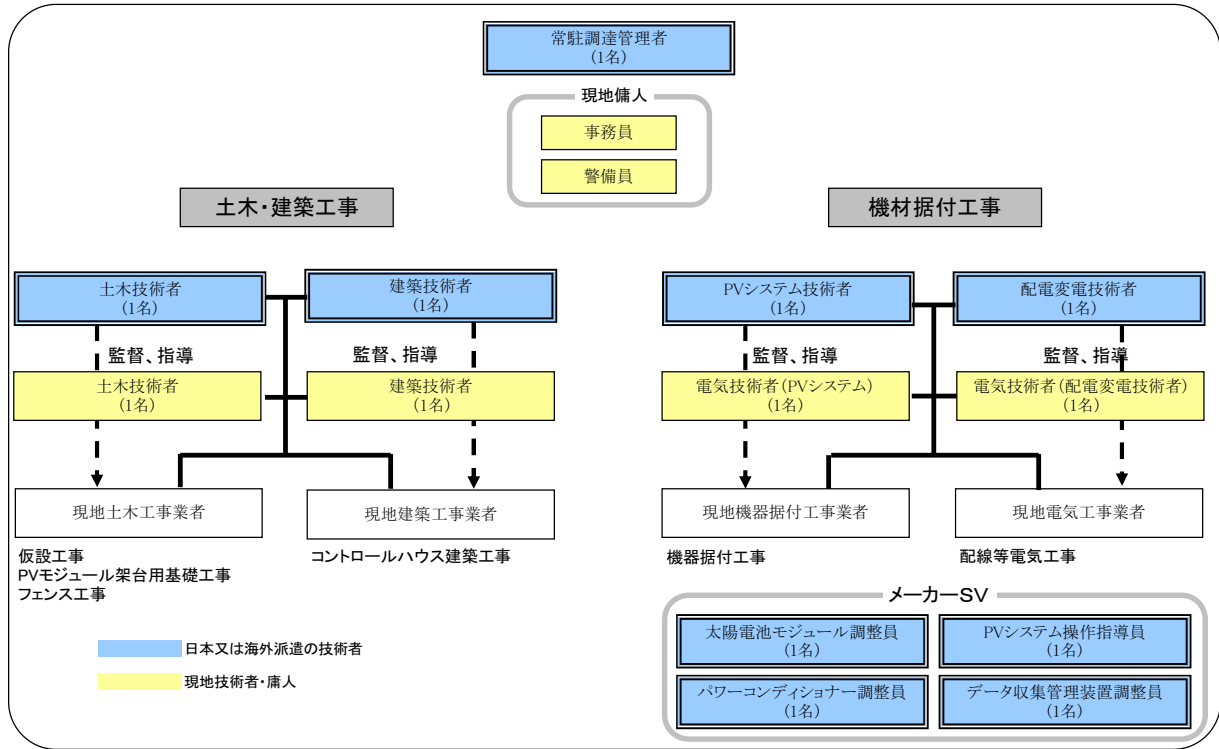 常駐調達管理者
(1名)
現地傭人
事務員
警備員
土木・建築工事
機材据付工事
土木技術者
(1名)
建築技術者
(1名)
PVシステム技術者
(1名)
配電変電技術者
(1名)
監督、指導
監督、指導
監督、指導
監督、指導
土木技術者
(1名)
建築技術者
(1名)
電気技術者(PVシステム)
(1名)
電気技術者(配電変電技術者)
(1名)
現地土木工事業者
現地建築工事業者
現地機器据付工事業者
現地電気工事業者
仮設工事
PVモジュール架台用基礎工事
フェンス工事
コントロールハウス建築工事
機器据付工事
配線等電気工事
メーカーSV
太陽電池モジュール調整員
(1名)
PVシステム操作指導員
(1名)
パワーコンディショナー調整員
(1名)
データ収集管理装置調整員
(1名)
日本又は海外派遣の技術者
現地技術者・庸人